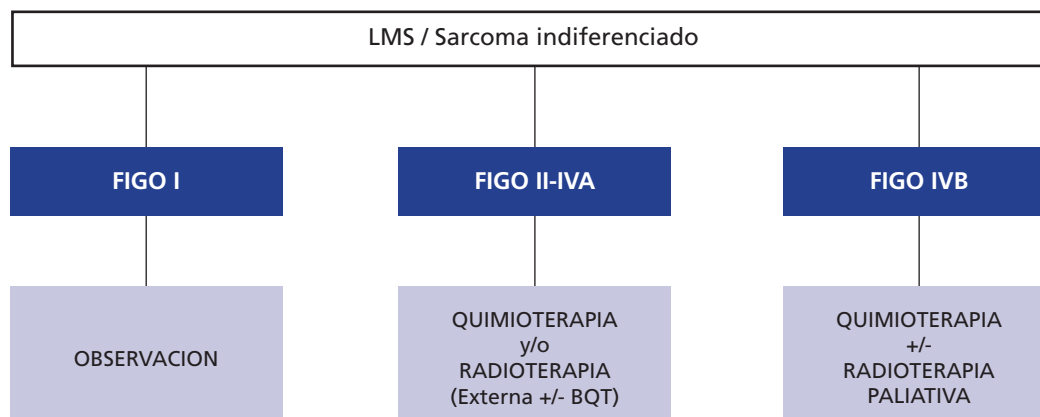 LMS / Sarcoma indiferenciado
FIGO I
FIGO II-IVA
FIGO IVB
OBSERVACION
QUIMIOTERAPIA
y/o
RADIOTERAPIA
(Externa +/- BQT)
QUIMIOTERAPIA
+/-
RADIOTERAPIA
PALIATIVA